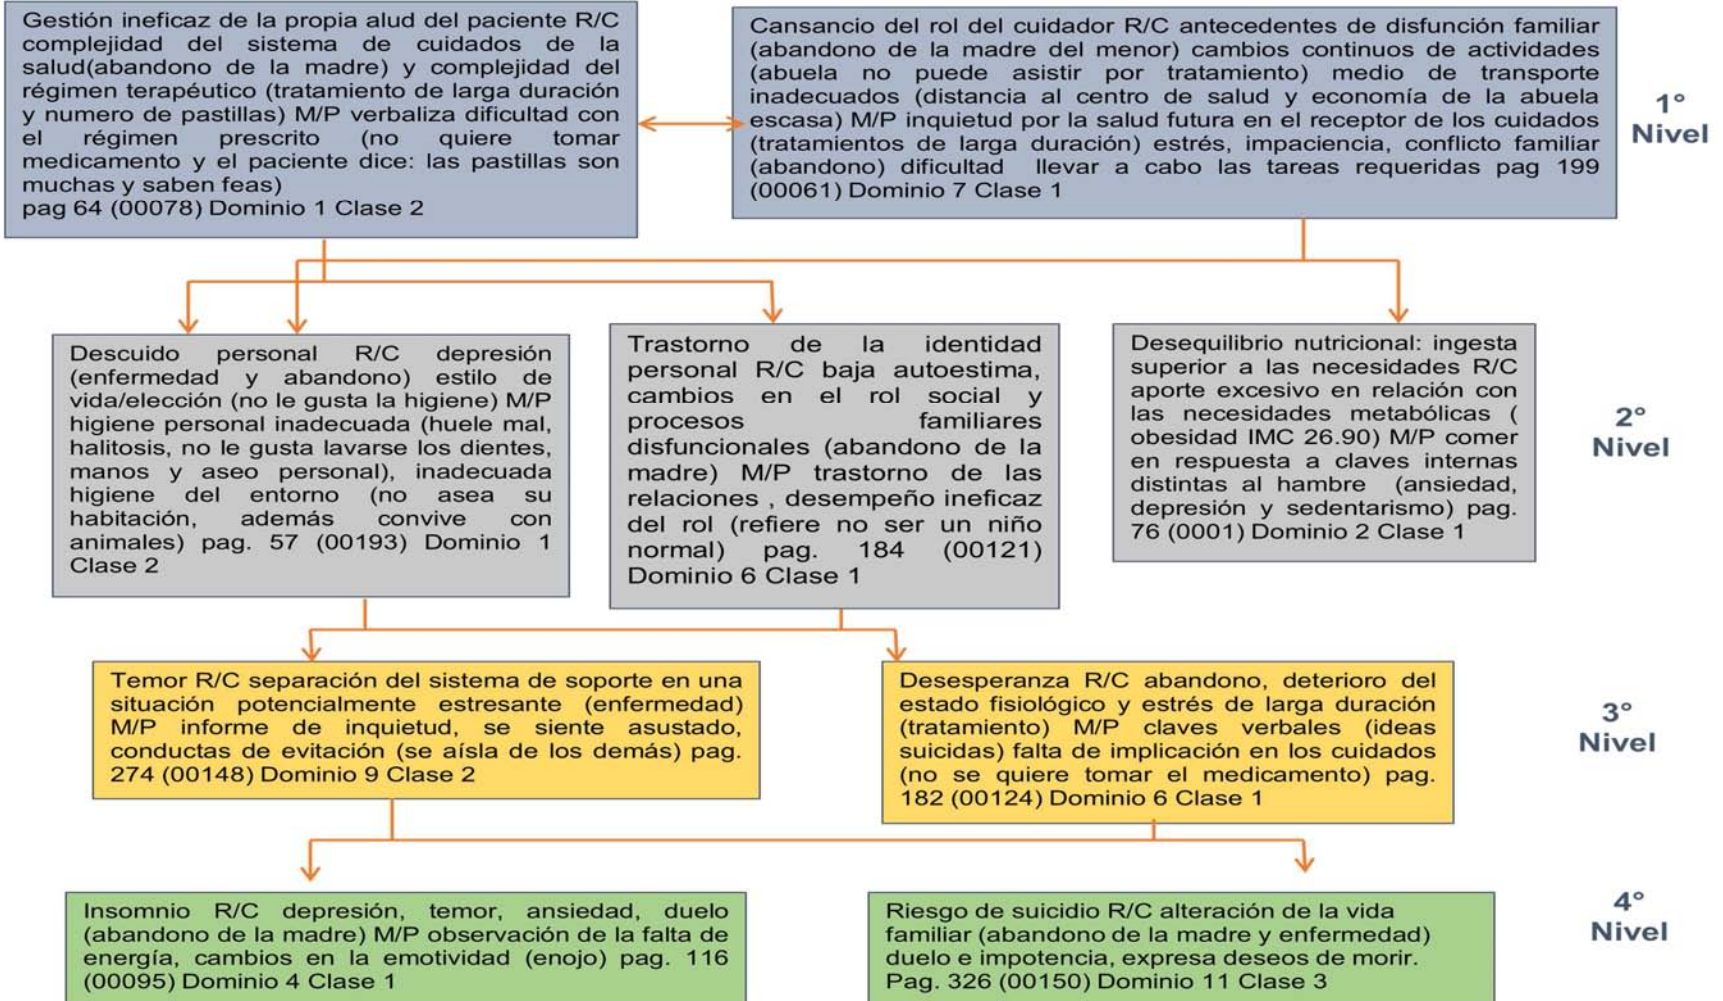 Gestión ineficaz de la propia alud del paciente R/C
complejidad del sistema de cuidados de la
salud(abandono de la madre) y complejidad del
régimen terapéutico (tratamiento de larga duración
y numero de pastillas) M/P verbaliza dificultad con
el régimen prescrito (no quiere tomar
medicamento y el paciente dice: las pastillas son
muchas y saben feas)
pag 64 (00078) Dominio 1 Clase 2
Cansancio del rol del cuidador R/C antecedentes de disfunción familiar
(abandono de la madre del menor) cambios continuos de actividades
(abuela no puede asistir por tratamiento) medio de transporte
inadecuados (distancia al centro de salud y economía de la abuela
escasa) M/P inquietud por la salud futura en el receptor de los cuidados
(tratamientos de larga duración) estrés, impaciencia, conflicto familiar
(abandono) dificultad llevar a cabo las tareas requeridas pag 199
(00061) Dominio 7 Clase 1
1°
Nivel
Descuido personal R/C depresión
(enfermedad y abandono) estilo de
vida/elección (no le gusta la higiene) M/P
higiene personal inadecuada (huele mal,
halitosis, no le gusta lavarse los dientes,
manos y aseo personal), inadecuada
higiene del entorno (no asea su
habitación, además convive con
animales) pag. 57 (00193) Dominio 1
Clase 2
Trastorno de la identidad
personal R/C baja autoestima,
cambios en el rol social y
procesos familiares
disfuncionales (abandono de la
madre) M/P trastorno de las
relaciones , desempeño ineficaz
del rol (refiere no ser un niño
normal) pag. 184 (00121)
Dominio 6 Clase 1
Desequilibrio nutricional: ingesta
superior a las necesidades R/C
aporte excesivo en relación con
las necesidades metabólicas (
obesidad IMC 26.90) M/P comer
en respuesta a claves internas
distintas al hambre (ansiedad,
depresión y sedentarismo) pag.
76 (0001) Dominio 2 Clase 1
2°
Nivel
Temor R/C separación del sistema de soporte en una
situación potencialmente estresante (enfermedad)
M/P informe de inquietud, se siente asustado,
conductas de evitación (se aísla de los demás) pag.
274 (00148) Dominio 9 Clase 2
Desesperanza R/C abandono, deterioro del
estado fisiológico y estrés de larga duración
(tratamiento) M/P claves verbales (ideas
suicidas) falta de implicación en los cuidados
(no se quiere tomar el medicamento) pag.
182 (00124) Dominio 6 Clase 1
3°
Nivel
Insomnio R/C depresión, temor, ansiedad, duelo
(abandono de la madre) M/P observación de la falta de
energía, cambios en la emotividad (enojo) pag. 116
(00095) Dominio 4 Clase 1
Riesgo de suicidio R/C alteración de la vida
familiar (abandono de la madre y enfermedad)
duelo e impotencia, expresa deseos de morir.
Pag. 326 (00150) Dominio 11 Clase 3
4°
Nivel